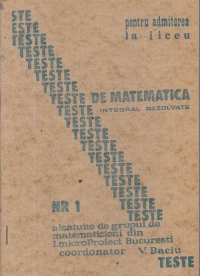 STE
ESTE
TESTE
TESTE
pentru admiterea
la liceu
TESTE
TESTE
TESTE
TESTE
TESTE DE MATEMATICA
INTEGRAL REZOLVATE
TESTE
TESTE
TESTE
TESTE
TESTE
TESTE
TESTE
TESTE
NR 1
TESTE
alcatuite de grupul de
matematicieni din
I.microProiect Bucuresti
coordonator V. Baciu
TESTE